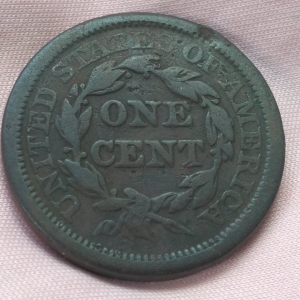 UNITED STATES OF AMERICA
ONE
CENT